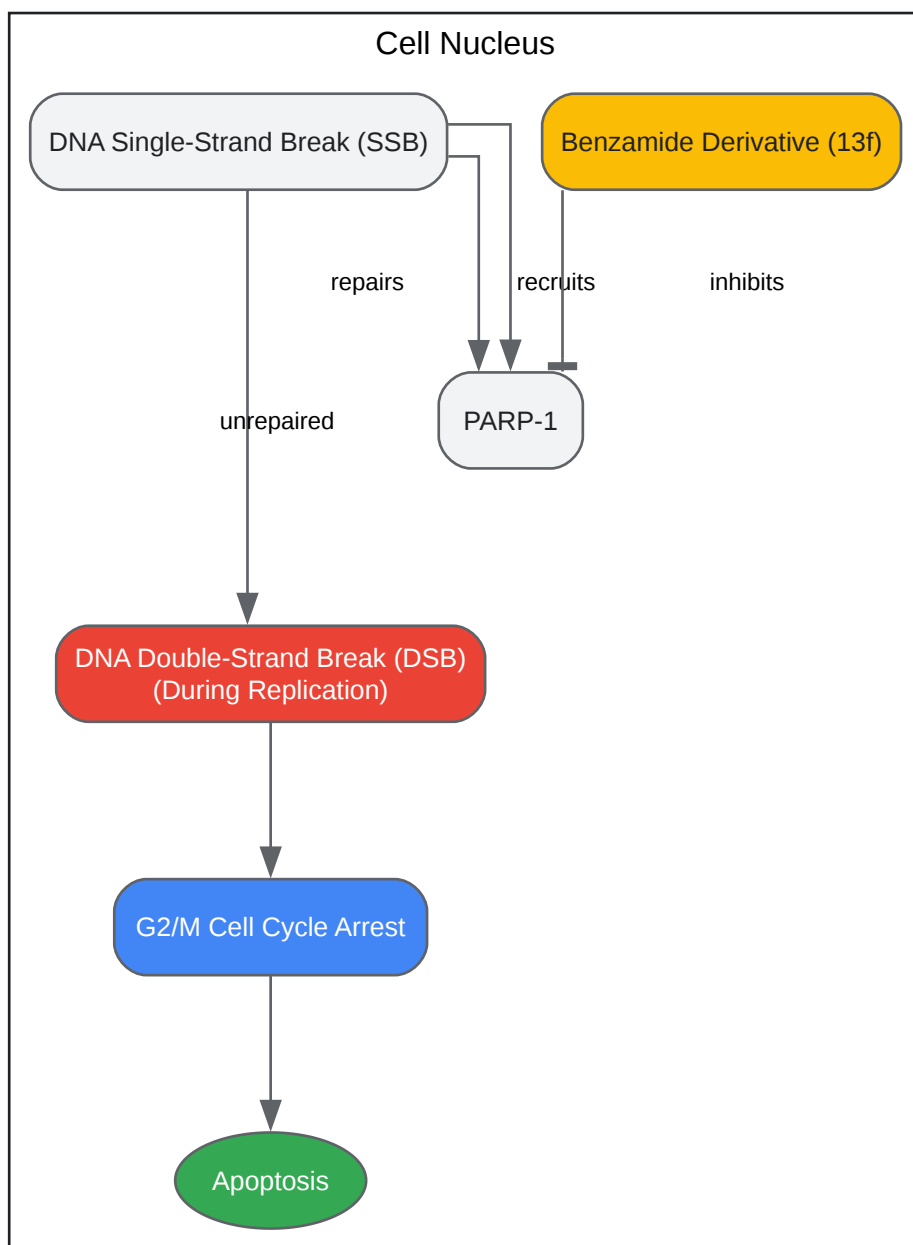 Cell Nucleus
DNA Single-Strand Break (SSB)
Benzamide Derivative (13f)
repairs
recruits
inhibits
unrepaired
PARP-1
DNA Double-Strand Break (DSB)
(During Replication)
G2/M Cell Cycle Arrest
Apoptosis